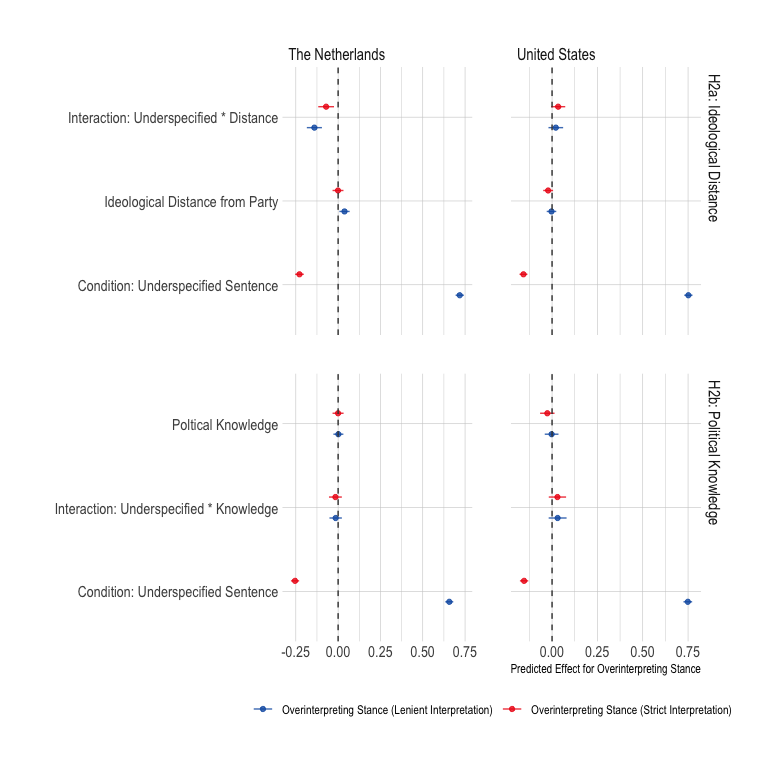 The Netherlands United States
H2a: Ideological Distance
Interaction: Underspecified * Distance
Ideological Distance from Party
Condition: Underspecified Sentence
H2b: Political Knowledge
Poltical Knowledge
Interaction: Underspecified * Knowledge
Condition: Underspecified Sentence
-0.25 0.00 0.25 0.50 0.75 0.00 0.25 0.50 0.75
Predicted Effect for Overinterpreting Stance
Overinterpreting Stance (Lenient Interpretation) Overinterpreting Stance (Strict Interpretation)